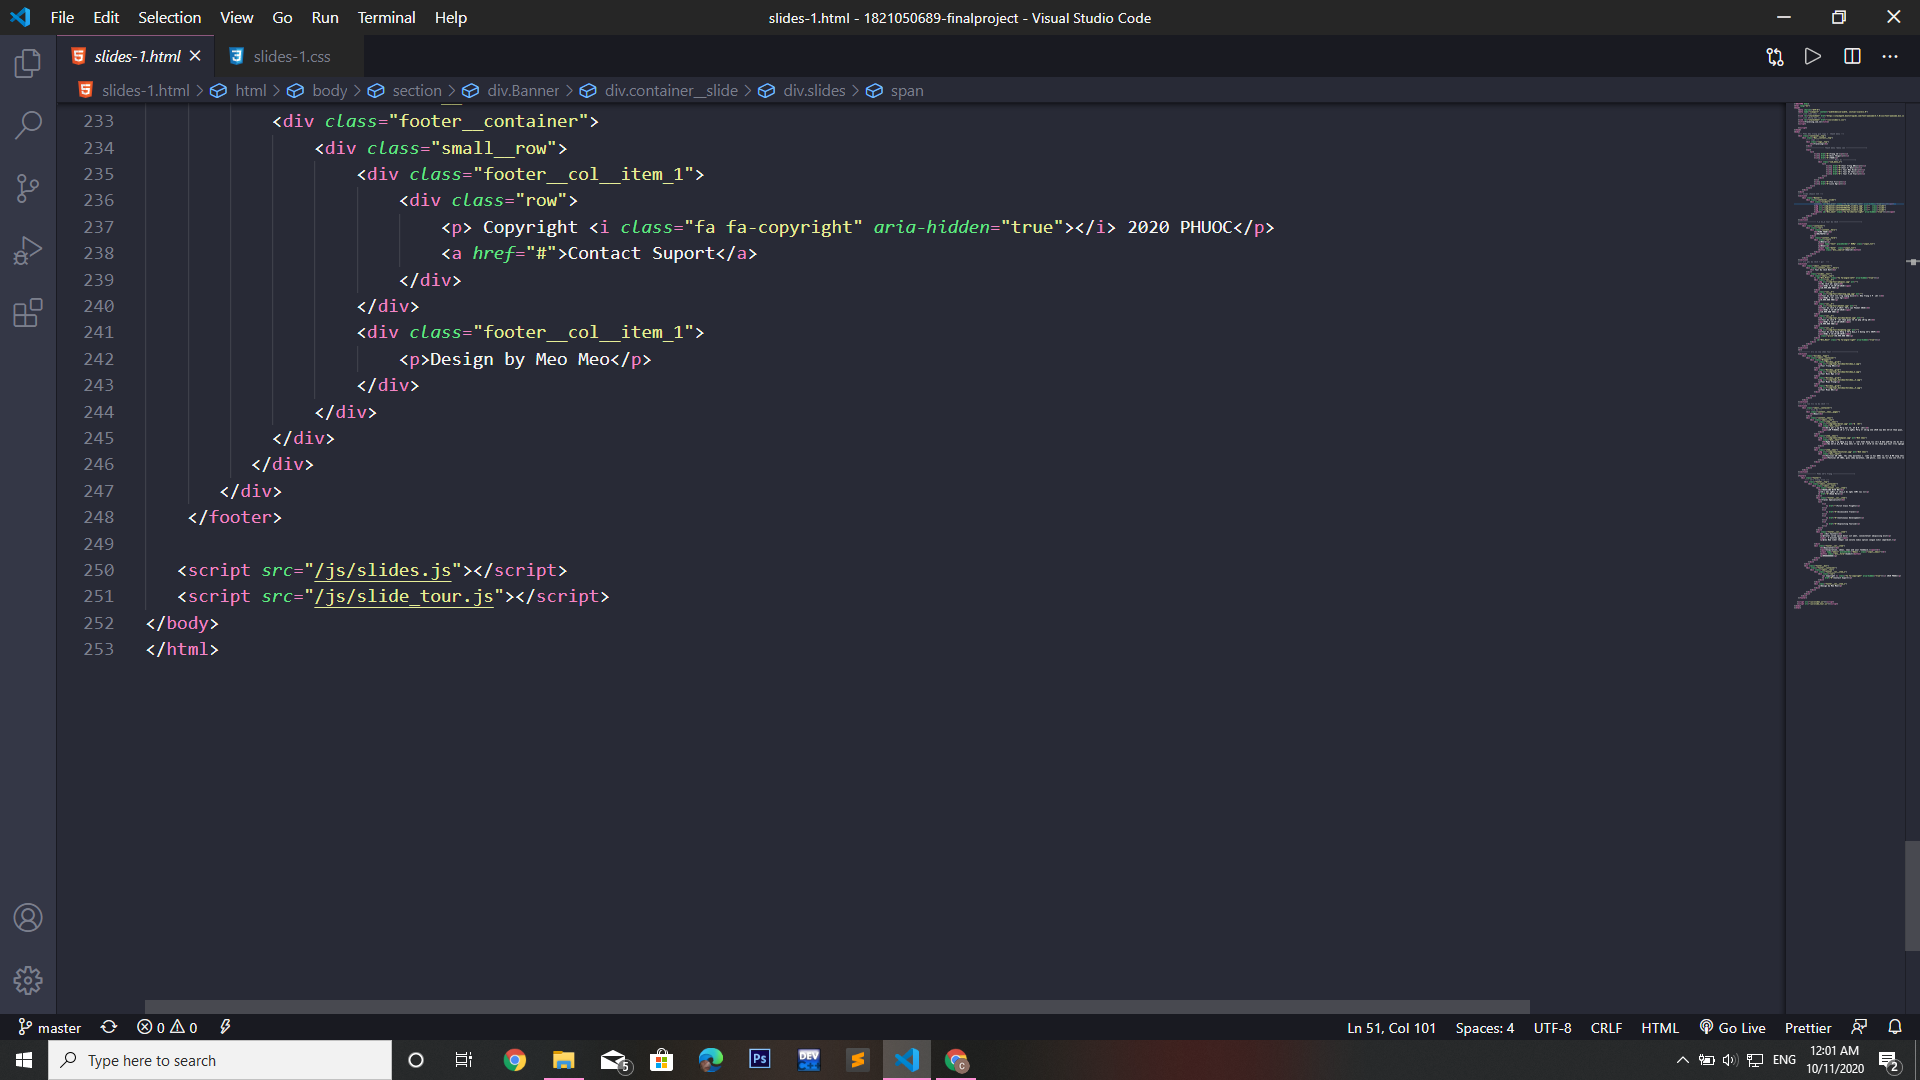 File Edit Selection View Go Run Terminal Help
slides-1.html - 1821050689-finalproject - Visual Studio Code
slides-1.html
slides-1.css
slides-1.html > html > body > section > div.Banner > div.container__slide > div.slides > span
233 <div class="footer__container">
234 <div class="small__row">
235 <div class="footer__col__item_1">
236 <div class="row">
237 <p> Copyright <i class="fa fa-copyright" aria-hidden="true"></i> 2020 PHUOC</p>
238 <a href="#">Contact Suport</a>
239 </div>
240 </div>
241 <div class="footer__col__item_1">
242 <p>Design by Meo Meo</p>
243 </div>
244 </div>
245 </div>
246 </div>
247 </div>
248 </footer>
249
250 <script src="/js/slides.js"></script>
251 <script src="/js/slide_tour.js"></script>
252 </body>
253 </html>
master 0 0
Ln 51, Col 101 Spaces: 4 UTF-8 CRLF HTML Go Live Prettier
Type here to search
5
Ps
DEV
C
ENG
12:01 AM
10/11/2020
2